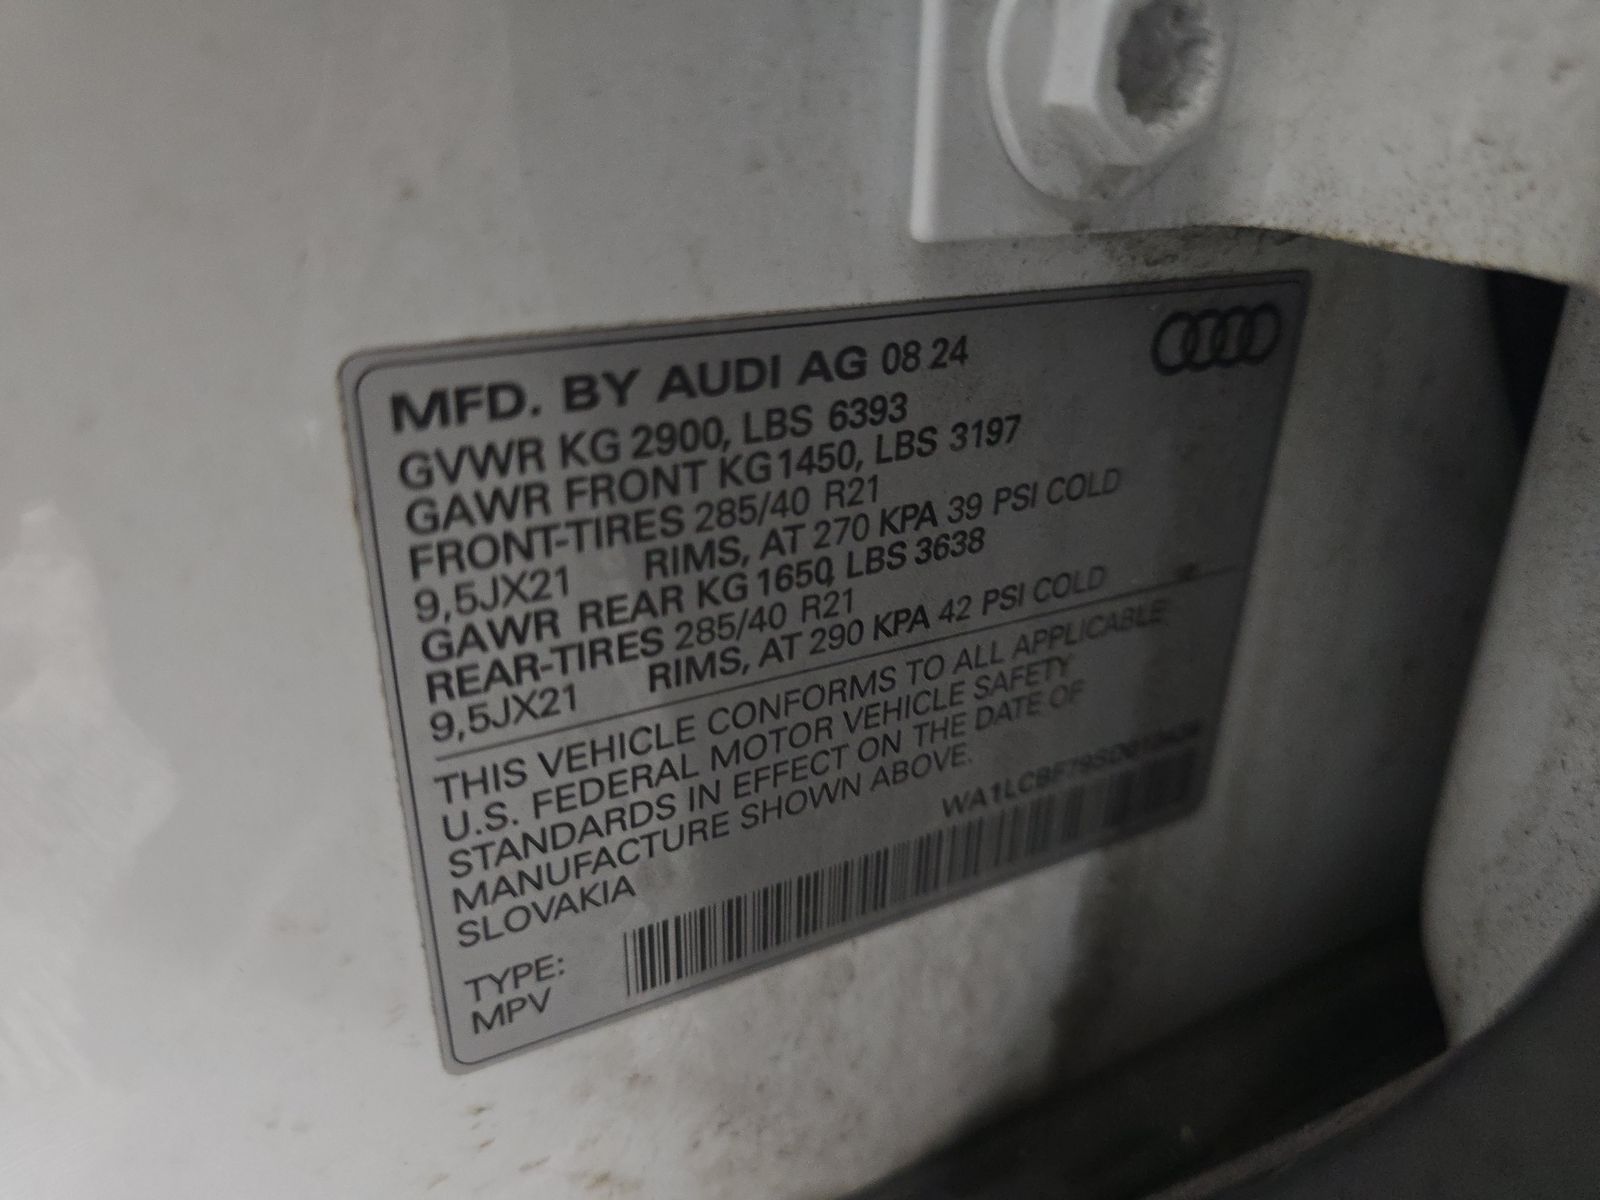 MFD. BY AUDI AG 08 24
GVWR KG 2900, LBS 6393
GAWR FRONT KG 1450, LBS 3197
FRONT-TIRES 285/40 R21
9,5JX21 RIMS, AT 270 KPA 39 PSI COLD
GAWR REAR KG 1650, LBS 3638
REAR-TIRES 285/40 R21
9,5JX21 RIMS, AT 290 KPA 42 PSI COLD
THIS VEHICLE CONFORMS TO ALL APPLICABLE
U.S. FEDERAL MOTOR VEHICLE SAFETY
STANDARDS IN EFFECT ON THE DATE OF
MANUFACTURE SHOWN ABOVE.
SLOVAKIA
TYPE:
MPV